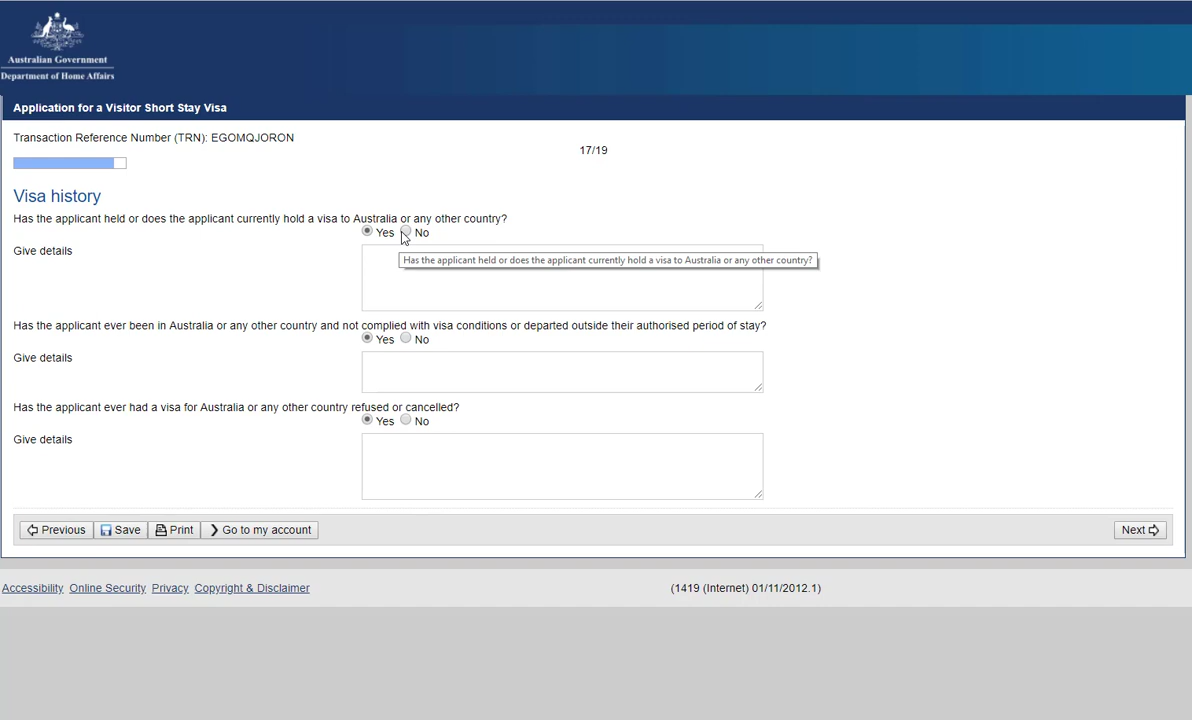 Australian Government
Department of Home Affairs
Application for a Visitor Short Stay Visa
Transaction Reference Number (TRN): EGOMQJORON
17/19
Visa history
Has the applicant held or does the applicant currently hold a visa to Australia or any other country?
Yes No
Give details
Has the applicant held or does the applicant currently hold a visa to Australia or any other country?
Has the applicant ever been in Australia or any other country and not complied with visa conditions or departed outside their authorised period of stay?
Yes No
Give details
Has the applicant ever had a visa for Australia or any other country refused or cancelled?
Yes No
Give details
Previous Save Print Go to my account Next
Accessibility Online Security Privacy Copyright & Disclaimer (1419 (Internet) 01/11/2012.1)